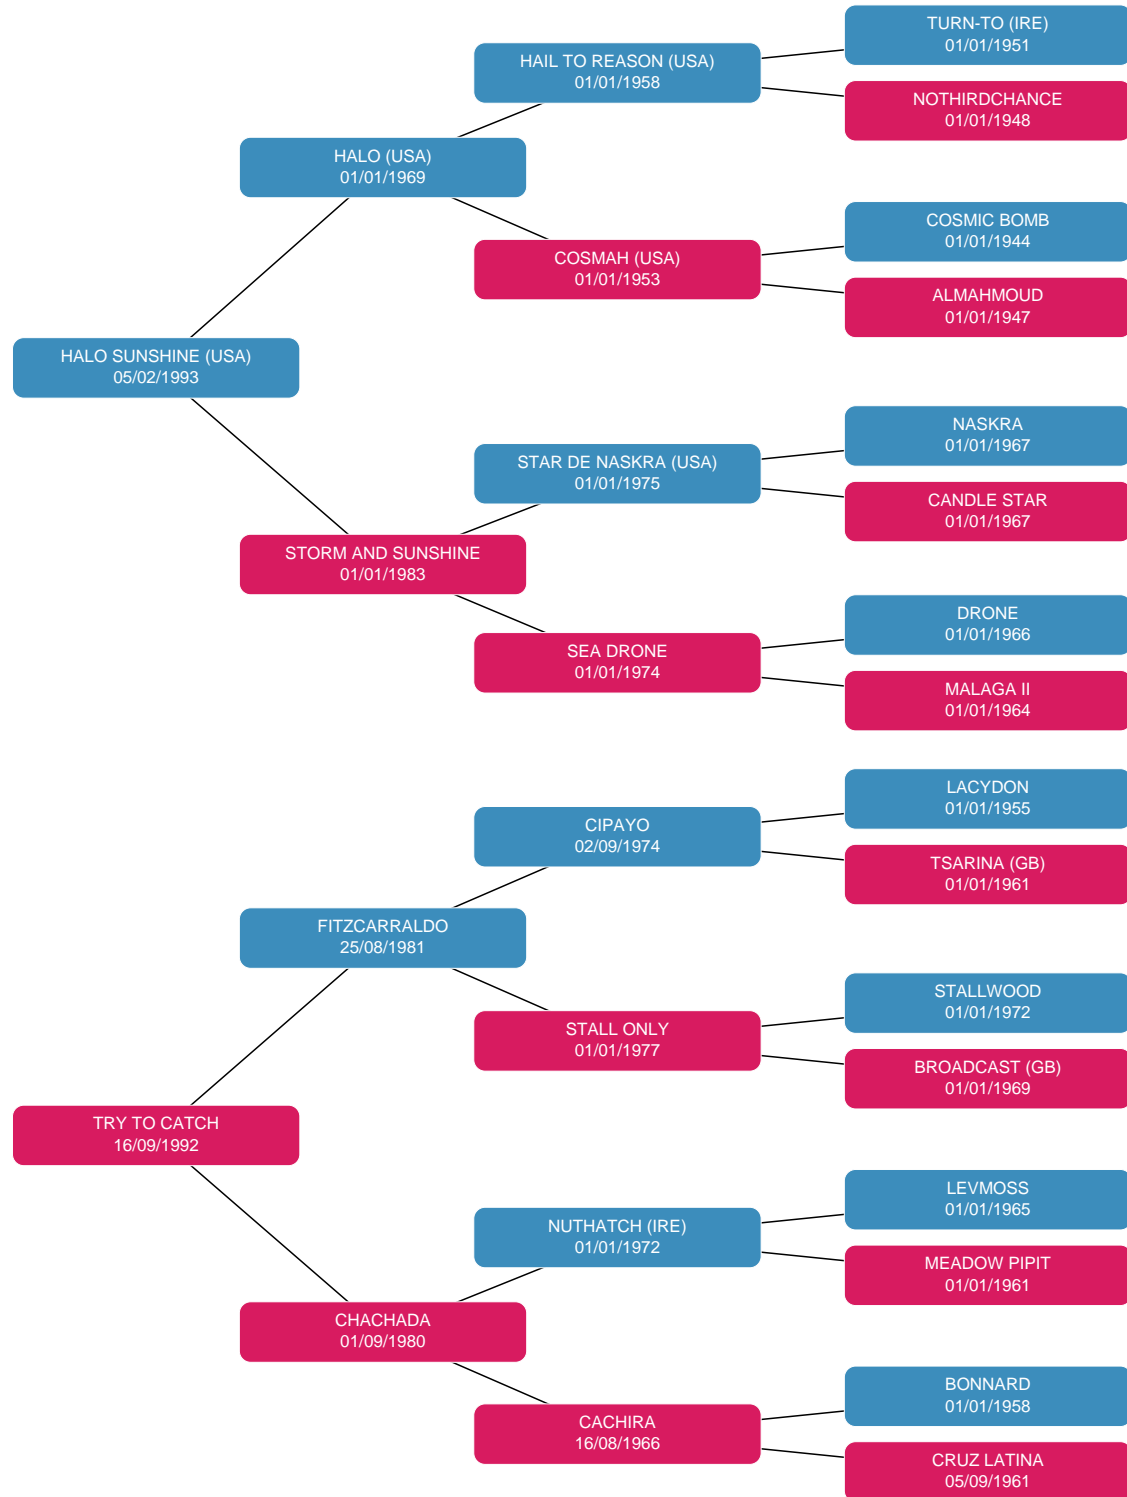 TURN-TO (IRE)
01/01/1951
HAIL TO REASON (USA)
01/01/1958
NOTHIRDCHANCE
01/01/1948
HALO (USA)
01/01/1969
COSMIC BOMB
01/01/1944
COSMAH (USA)
01/01/1953
ALMAHMOUD
01/01/1947
HALO SUNSHINE (USA)
05/02/1993
NASKRA
01/01/1967
STAR DE NASKRA (USA)
01/01/1975
CANDLE STAR
01/01/1967
STORM AND SUNSHINE
01/01/1983
DRONE
01/01/1966
SEA DRONE
01/01/1974
MALAGA II
01/01/1964
LACYDON
01/01/1955
CIPAYO
02/09/1974
TSARINA (GB)
01/01/1961
FITZCARRALDO
25/08/1981
STALLWOOD
01/01/1972
STALL ONLY
01/01/1977
BROADCAST (GB)
01/01/1969
TRY TO CATCH
16/09/1992
LEVMOSS
01/01/1965
NUTHATCH (IRE)
01/01/1972
MEADOW PIPIT
01/01/1961
CHACHADA
01/09/1980
BONNARD
01/01/1958
CACHIRA
16/08/1966
CRUZ LATINA
05/09/1961